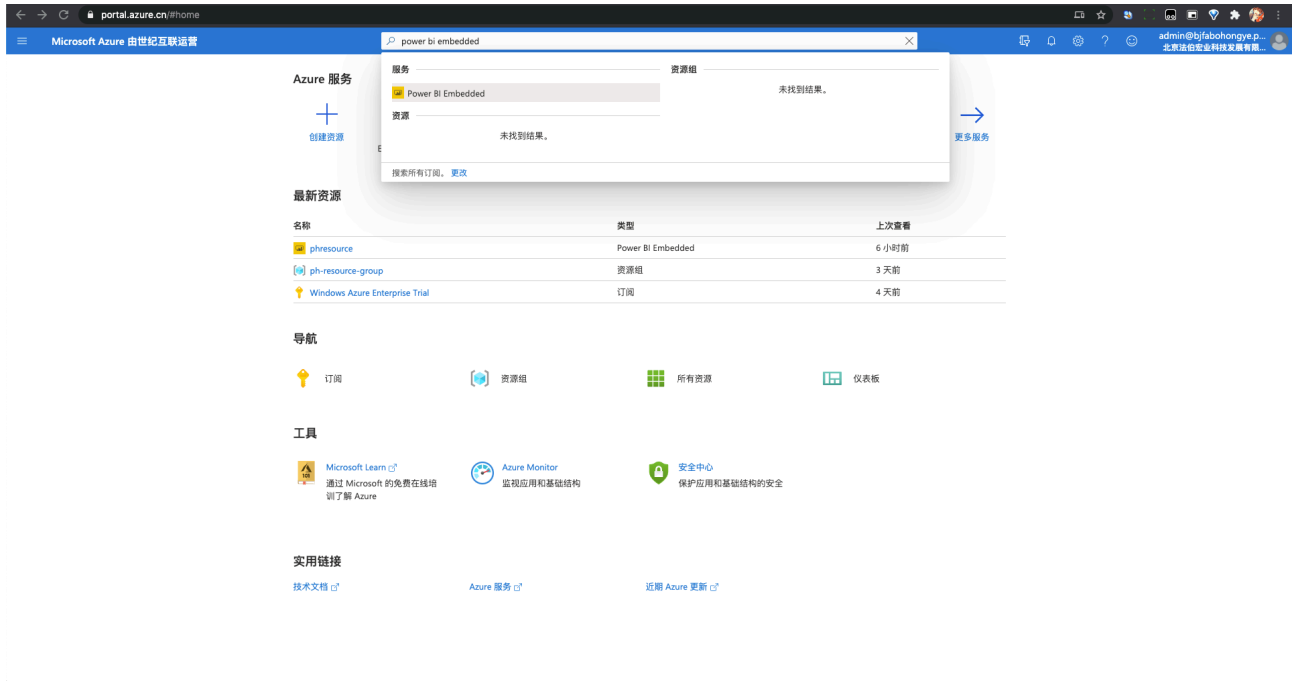 portal.azure.cn/#home
Microsoft Azure 由世纪互联运营
power bi embedded
admin@bjfabohongye.p...
北京法伯宏业科技发展有限...
Azure 服务
创建资源
更多服务
服务
Power BI Embedded
资源
未找到结果。
资源组
未找到结果。
搜索所有订阅。 更改
最新资源
名称 类型 上次查看
phresource Power BI Embedded 6 小时前
ph-resource-group 资源组 3 天前
Windows Azure Enterprise Trial 订阅 4 天前
导航
订阅 资源组 所有资源 仪表板
工具
Microsoft Learn
通过 Microsoft 的免费在线培
训了解 Azure
Azure Monitor
监视应用和基础结构
安全中心
保护应用和基础结构的安全
实用链接
技术文档 Azure 服务 近期 Azure 更新